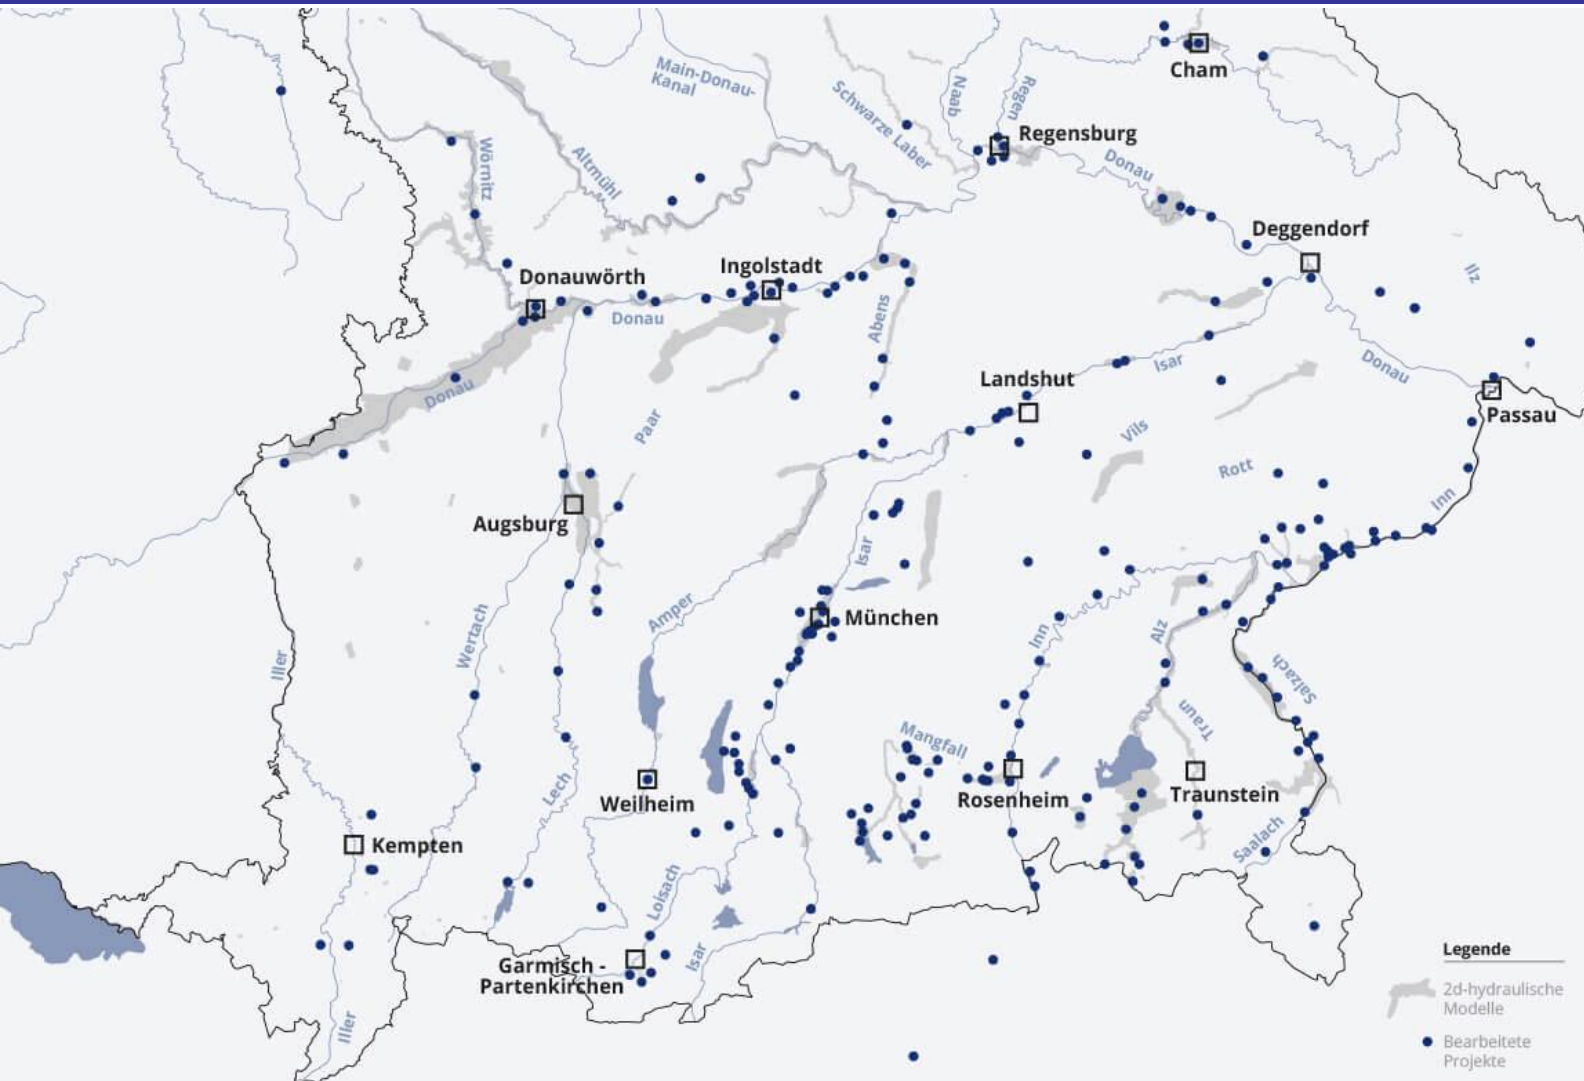 Cham
Main-Donau-
Kanal
Naab
Regen
Schwarze Laber
Regensburg
Wörnitz
Altmühl
Donau
Deggendorf
Ilz
Donauwörth
Ingolstadt
Donau
Abens
Isar
Donau
Donau
Landshut
Passau
Paar
Vils
Rott
Inn
Augsburg
Isar
Amper
München
Wertach
Iller
Inn
Alz
Salzach
Traun
Mangfall
Lech
Weilheim
Rosenheim
Traunstein
Kempten
Saalach
Loisach
Isar
Garmisch -
Partenkirchen
Iller
Legende
2d-hydraulische
Modelle
Bearbeitete
Projekte